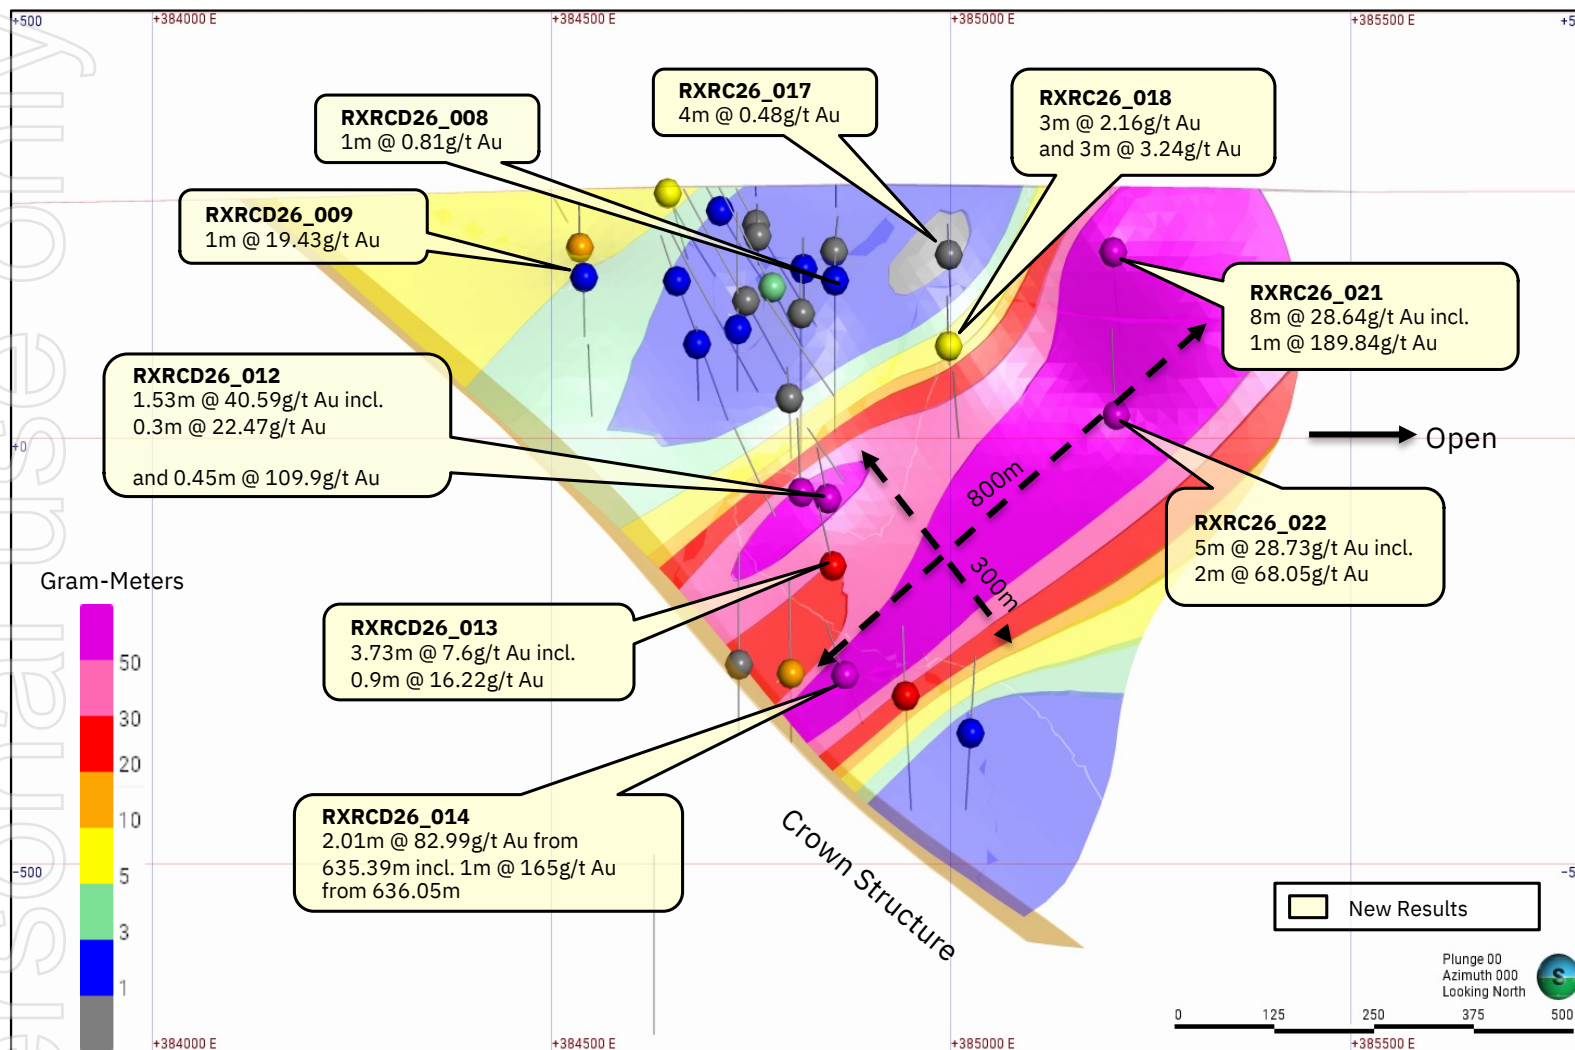 +500
+384000 E
+384500 E
+385000 E
+385500 E
RXRCD26_008
1m @ 0.81g/t Au
RXRC26_017
4m @ 0.48g/t Au
RXRC26_018
3m @ 2.16g/t Au
and 3m @ 3.24g/t Au
RXRCD26_009
1m @ 19.43g/t Au
RXRC26_021
8m @ 28.64g/t Au incl.
1m @ 189.84g/t Au
RXRCD26_012
1.53m @ 40.59g/t Au incl.
0.3m @ 22.47g/t Au
and 0.45m @ 109.9g/t Au
+0
Open
800m
300m
RXRC26_022
5m @ 28.73g/t Au incl.
2m @ 68.05g/t Au
Gram-Meters
50
30
20
10
5
3
1
RXRCD26_013
3.73m @ 7.6g/t Au incl.
0.9m @ 16.22g/t Au
RXRCD26_014
2.01m @ 82.99g/t Au from
635.39m incl. 1m @ 165g/t Au
from 636.05m
Crown Structure
-500
New Results
Plunge 00
Azimuth 000
Looking North
S
0 125 250 375 500
+384000 E
+384500 E
+385000 E
+385500 E
use only